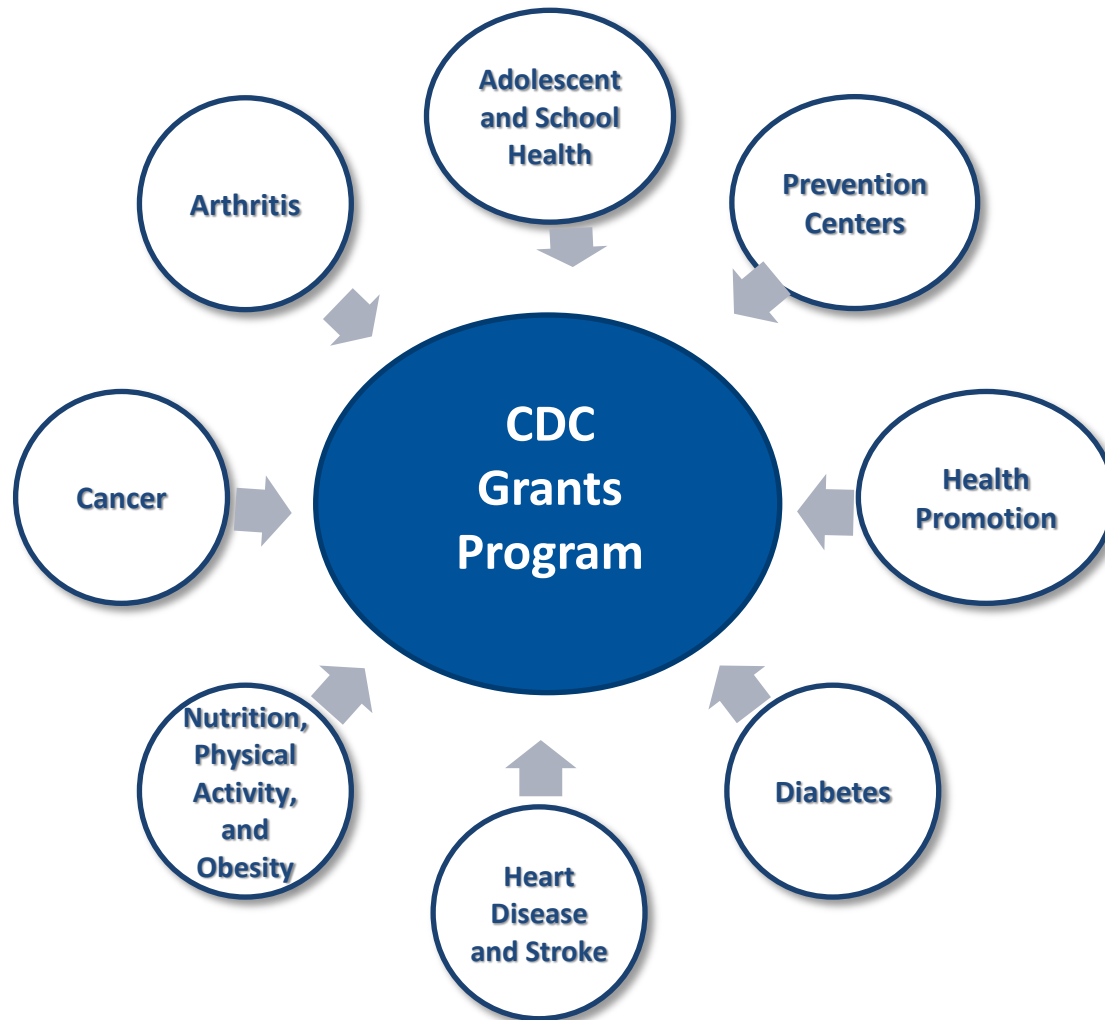 Adolescent
and School
Health
Prevention
Centers
Health
Promotion
Diabetes
Heart
Disease
and Stroke
Nutrition,
Physical
Activity,
and
Obesity
Cancer
Arthritis
CDC
Grants
Program